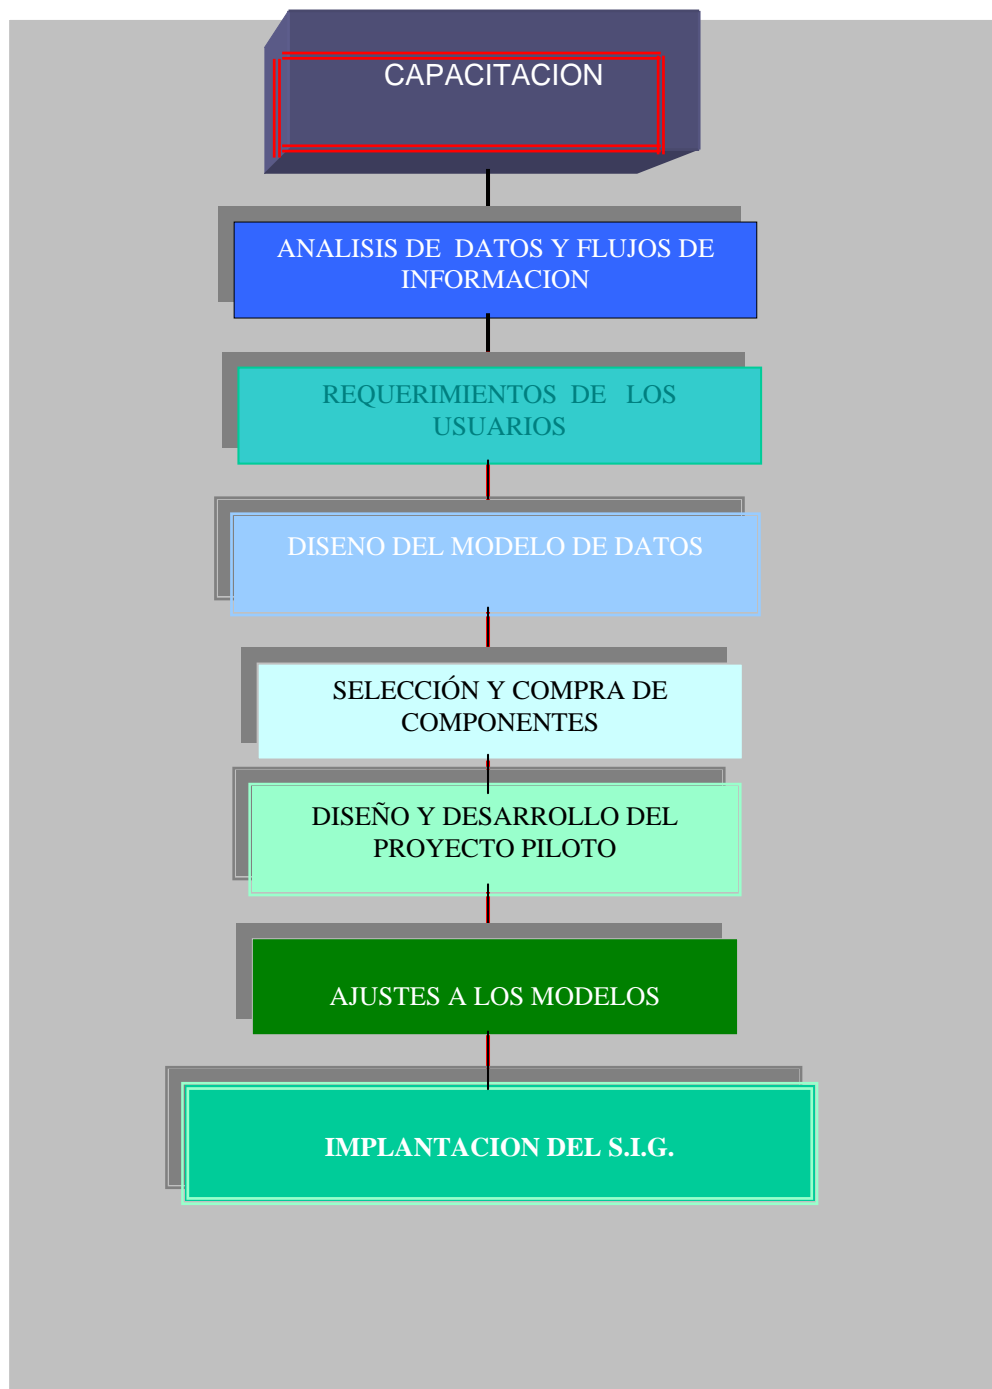 CAPACITACION
ANALISIS DE DATOS Y FLUJOS DE
INFORMACION
REQUERIMIENTOS DE LOS
USUARIOS
DISENO DEL MODELO DE DATOS
SELECCIÓN Y COMPRA DE
COMPONENTES
DISEÑO Y DESARROLLO DEL
PROYECTO PILOTO
AJUSTES A LOS MODELOS
IMPLANTACION DEL S.I.G.